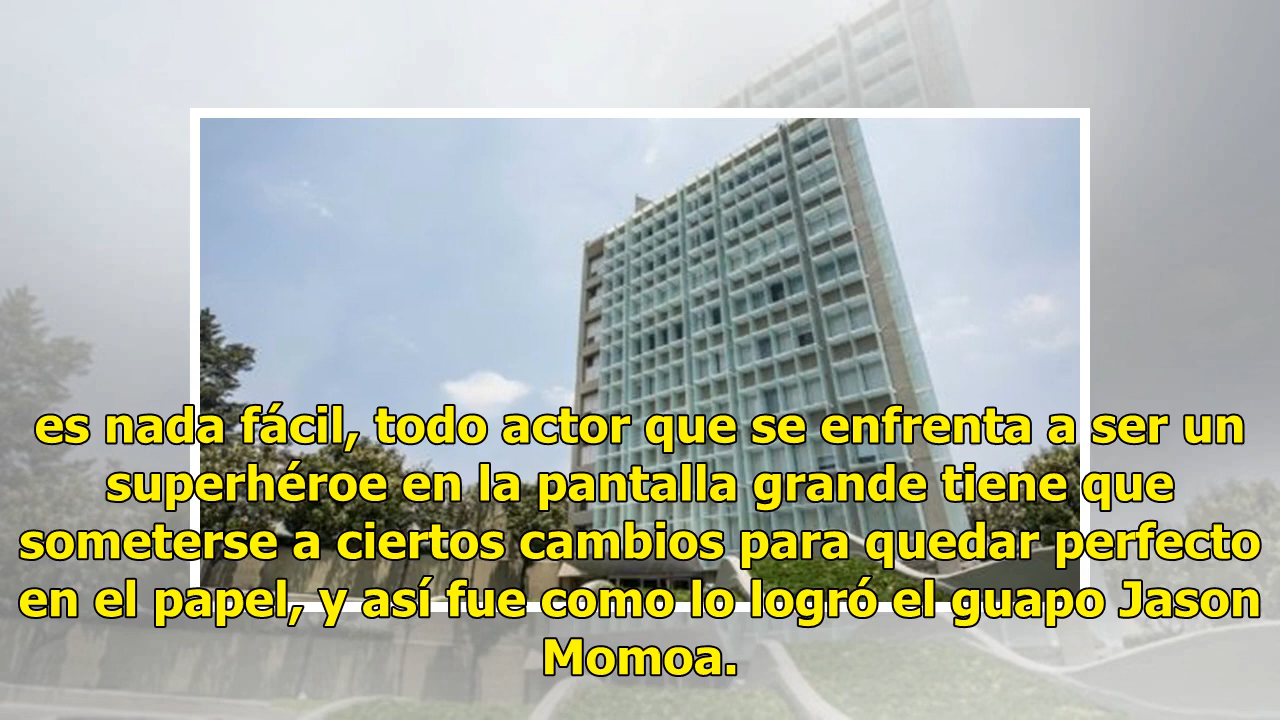 es nada fácil, todo actor que se enfrenta a ser un
superhéroe en la pantalla grande tiene que
someterse a ciertos cambios para quedar perfecto
en el papel, y así fue como lo logró el guapo Jason
Momoa.